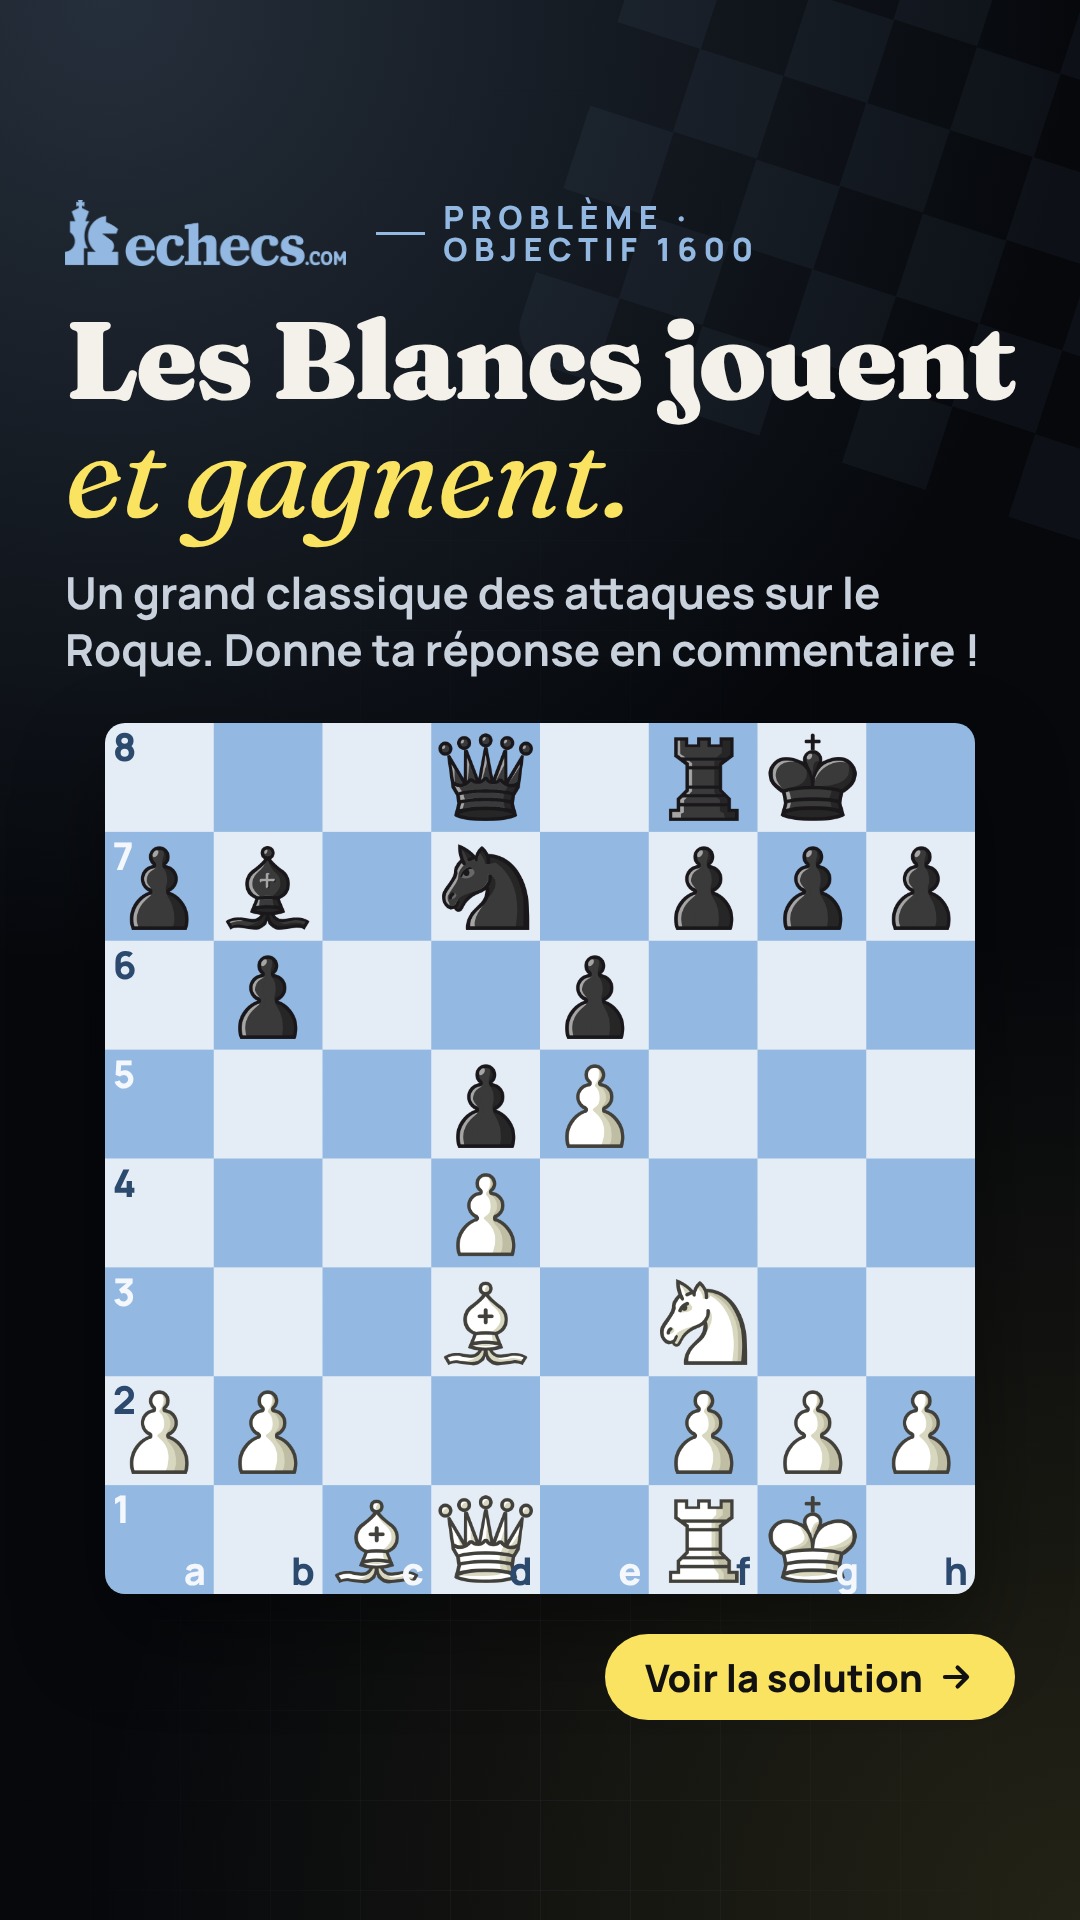 echecs.COM
PROBLÈME ·
OBJECTIF 1600
Les Blancs jouent
et gagnent.
Un grand classique des attaques sur le
Roque. Donne ta réponse en commentaire !
8
7
6
5
4
3
2
1
a b c d e f g h
Voir la solution →